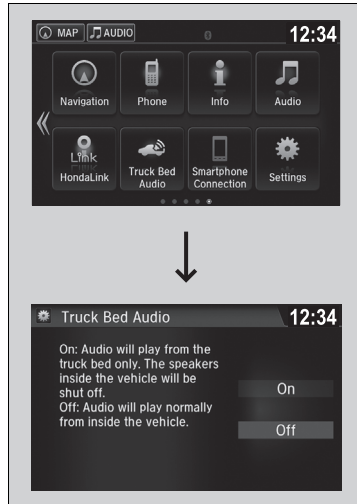 MAP AUDIO 12:34
Navigation Phone Info Audio
Link
HondaLink Truck Bed Audio Smartphone Connection Settings
Truck Bed Audio 12:34
On: Audio will play from the
truck bed only. The speakers
inside the vehicle will be
shut off.
Off: Audio will play normally
from inside the vehicle.
On
Off